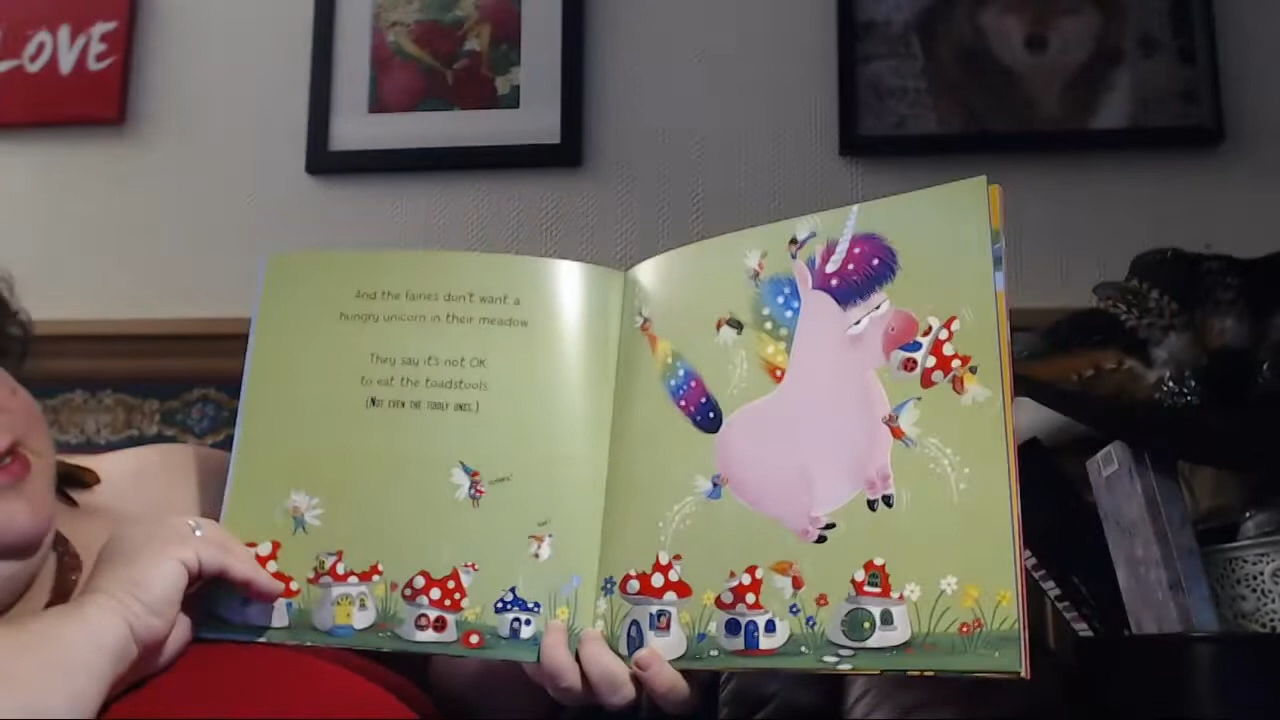 LOVE
And the fairies don't want a
hungry unicorn in their meadow
They say it's not OK
to eat the toadstools
(NOT EVEN THE TIDDLY ONES.)